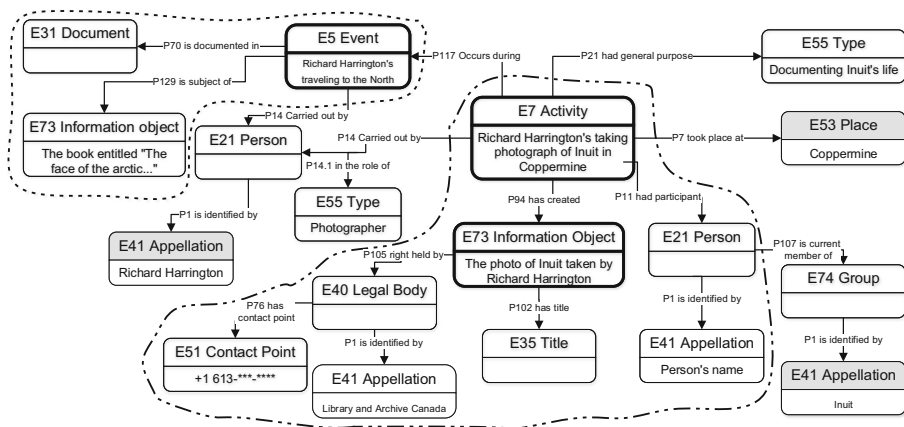 E31 Document
P70 is documented in
E5 Event
Richard Harrington's
traveling to the North
P117 Occurs during
P21 had general purpose
E55 Type
Documenting Inuit's life
P129 is subject of
E73 Information object
The book entitled "The
face of the arctic..."
P14 Carried out by
E21 Person
P14 Carried out by
P14.1 in the role of
E55 Type
Photographer
E7 Activity
Richard Harrington's taking
photograph of Inuit in
Coppermine
P7 took place at
E53 Place
Coppermine
P1 is identified by
E41 Appellation
Richard Harrington
P94 has created
P11 had participant
E73 Information Object
The photo of Inuit taken by
Richard Harrington
E21 Person
P107 is current
member of
E74 Group
P105 right held by
E40 Legal Body
P76 has
contact point
E51 Contact Point
+1 613-***-****
P1 is identified by
E41 Appellation
Library and Archive Canada
P102 has title
E35 Title
P1 is identified by
E41 Appellation
Person's name
P1 is identified by
E41 Appellation
Inuit